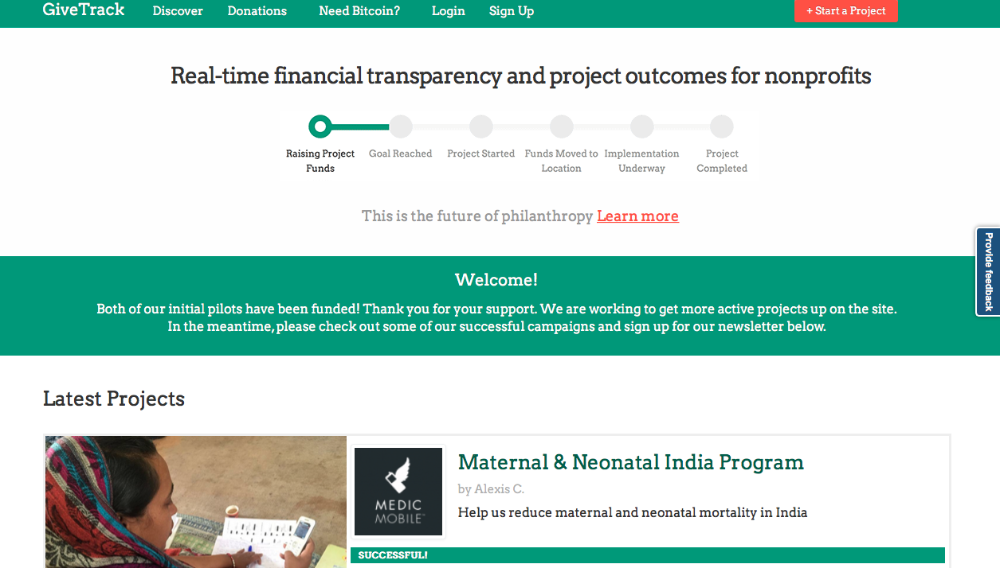 GiveTrack Discover Donations Need Bitcoin? Login Sign Up + Start a Project
Real-time financial transparency and project outcomes for nonprofits
Raising Project Funds
Goal Reached
Project Started
Funds Moved to Location
Implementation Underway
Project Completed
This is the future of philanthropy Learn more
Provide feedback
Welcome!
Both of our initial pilots have been funded! Thank you for your support. We are working to get more active projects up on the site.
In the meantime, please check out some of our successful campaigns and sign up for our newsletter below.
Latest Projects
MEDIC
MOBILE™
Maternal & Neonatal India Program
by Alexis C.
Help us reduce maternal and neonatal mortality in India
SUCCESSFUL!